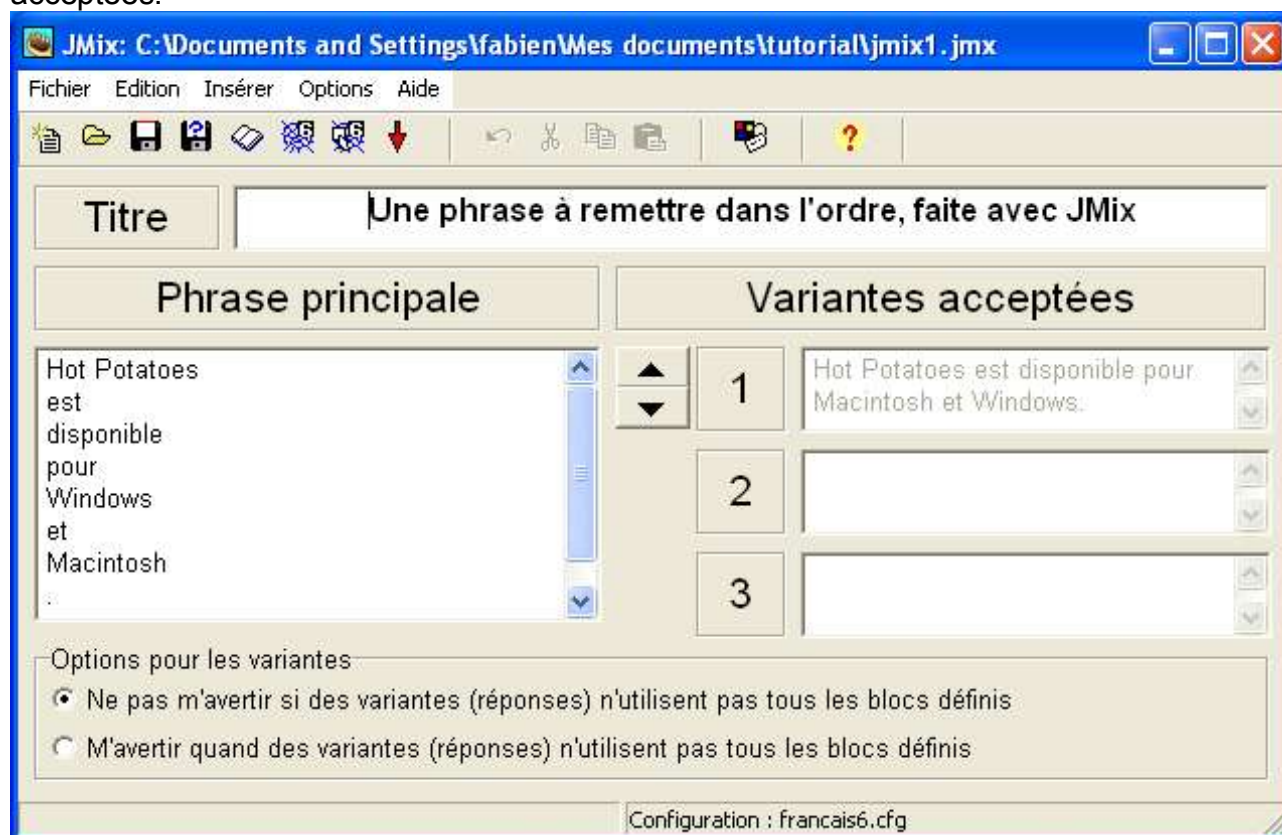 acceptées.
JMix: C:\Documents and Settings\fabien\Mes documents\tutorial\jmix1.jmx
Fichier Edition Insérer Options Aide
Titre
Une phrase à remettre dans l'ordre, faite avec JMix
Phrase principale
Variantes acceptées
Hot Potatoes
est
disponible
pour
Windows
et
Macintosh
.
1
Hot Potatoes est disponible pour
Macintosh et Windows.
2
3
Options pour les variantes
Ne pas m'avertir si des variantes (réponses) n'utilisent pas tous les blocs définis
M'avertir quand des variantes (réponses) n'utilisent pas tous les blocs définis
Configuration : francais6.cfg